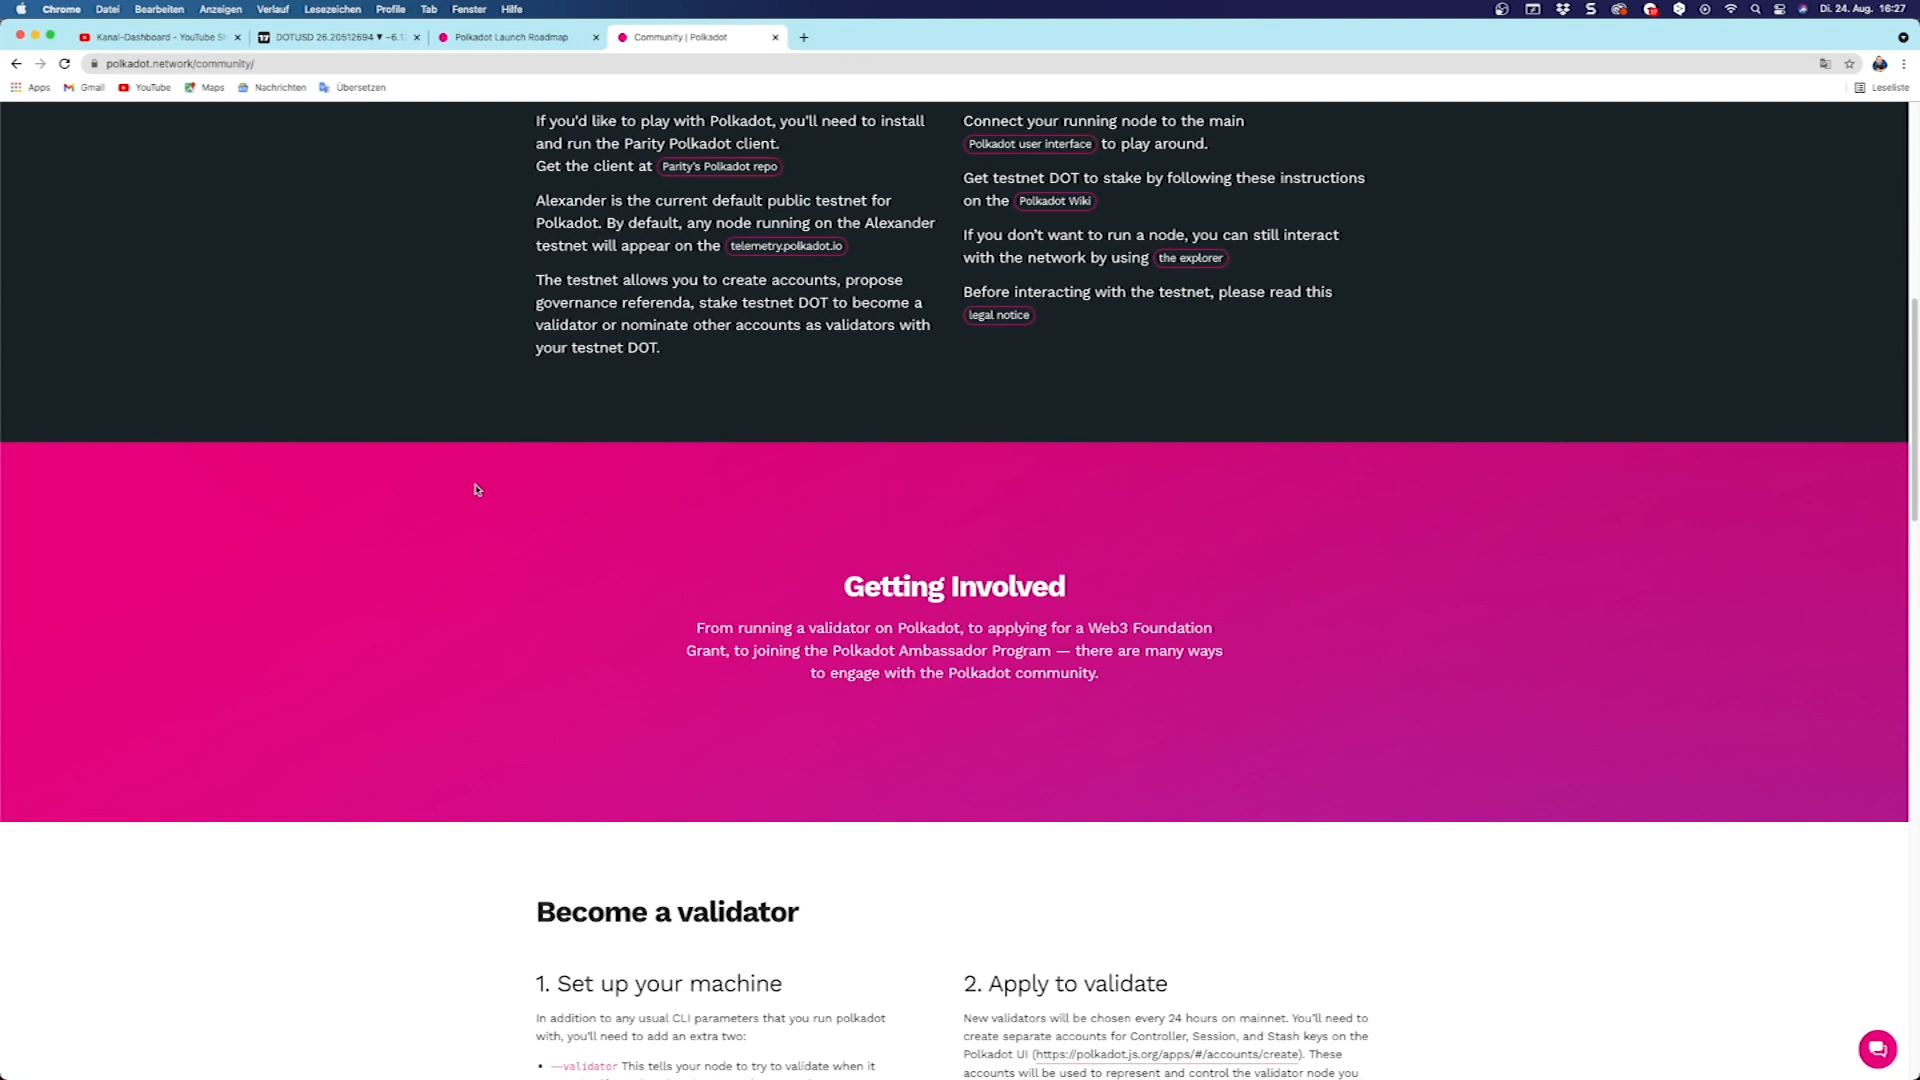 Chrome Datei Bearbeiten Anzeigen Verlauf Lesezeichen Profile Tab Fenster Hilfe Di. 24. Aug. 16:27
Kanal-Dashboard - YouTube St DOTUSD 26.20512694 ▼ −6.1 Polkadot Launch Roadmap Community | Polkadot
polkadot.network/community/
Apps Gmail YouTube Maps Nachrichten Übersetzen Leseliste
If you'd like to play with Polkadot, you'll need to install
and run the Parity Polkadot client.
Get the client at Parity's Polkadot repo
Alexander is the current default public testnet for
Polkadot. By default, any node running on the Alexander
testnet will appear on the telemetry.polkadot.io
The testnet allows you to create accounts, propose
governance referenda, stake testnet DOT to become a
validator or nominate other accounts as validators with
your testnet DOT.
Connect your running node to the main
Polkadot user interface to play around.
Get testnet DOT to stake by following these instructions
on the Polkadot Wiki
If you don't want to run a node, you can still interact
with the network by using the explorer
Before interacting with the testnet, please read this
legal notice
Getting Involved
From running a validator on Polkadot, to applying for a Web3 Foundation
Grant, to joining the Polkadot Ambassador Program — there are many ways
to engage with the Polkadot community.
Become a validator
1. Set up your machine
In addition to any usual CLI parameters that you run polkadot
with, you'll need to add an extra two:
• --validator This tells your node to try to validate when it
2. Apply to validate
New validators will be chosen every 24 hours on mainnet. You'll need to
create separate accounts for Controller, Session, and Stash keys on the
Polkadot UI (https://polkadot.js.org/apps/#/accounts/create). These
accounts will be used to represent and control the validator node you